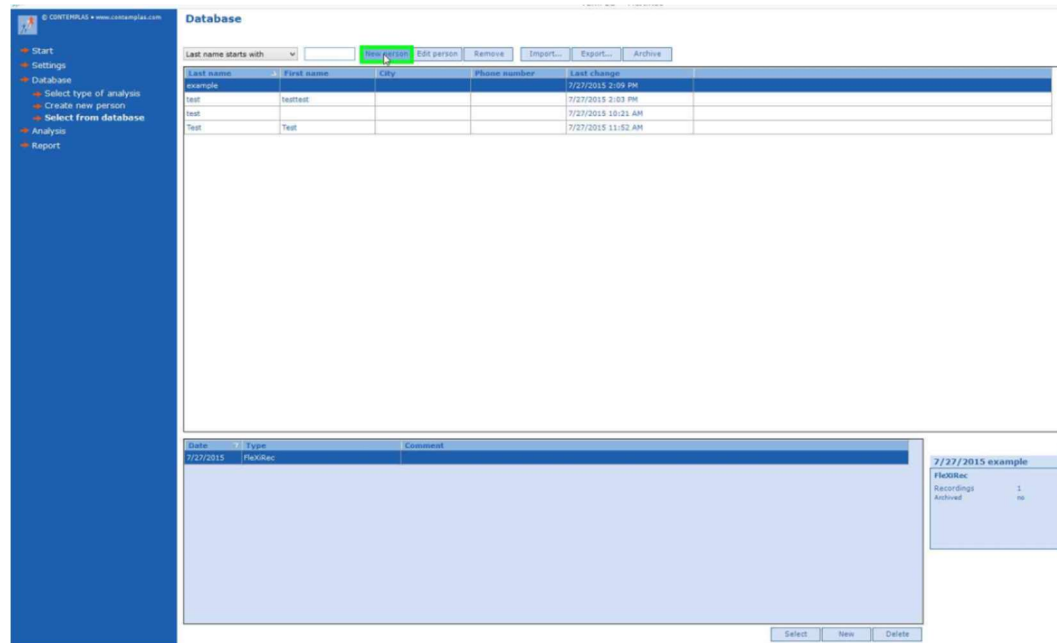 © CONTEMPLAS • www.contemplas.com
Database
Start
Settings
Database
Select type of analysis
Create new person
Select from database
Analysis
Report
Last name starts with New person Edit person Remove Import... Export... Archive
Last name First name City Phone number Last change
example 7/27/2015 2:09 PM
test testtest 7/27/2015 2:03 PM
test 7/27/2015 10:21 AM
Test Test 7/27/2015 11:52 AM
Date Type Comment
7/27/2015 FleXiRec
7/27/2015 example
FleXiRec
Recordings 1
Archived no
Select New Delete